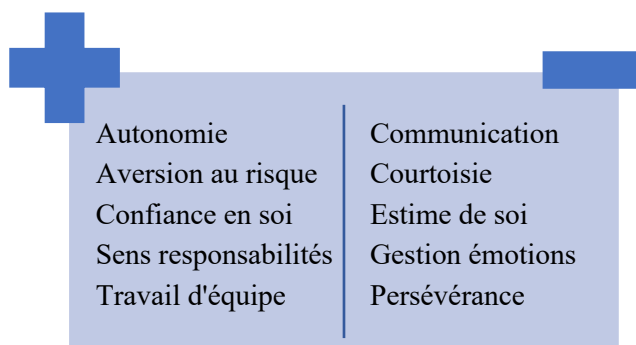 Autonomie
Aversion au risque
Confiance en soi
Sens responsabilités
Travail d'équipe
Communication
Courtoisie
Estime de soi
Gestion émotions
Persévérance